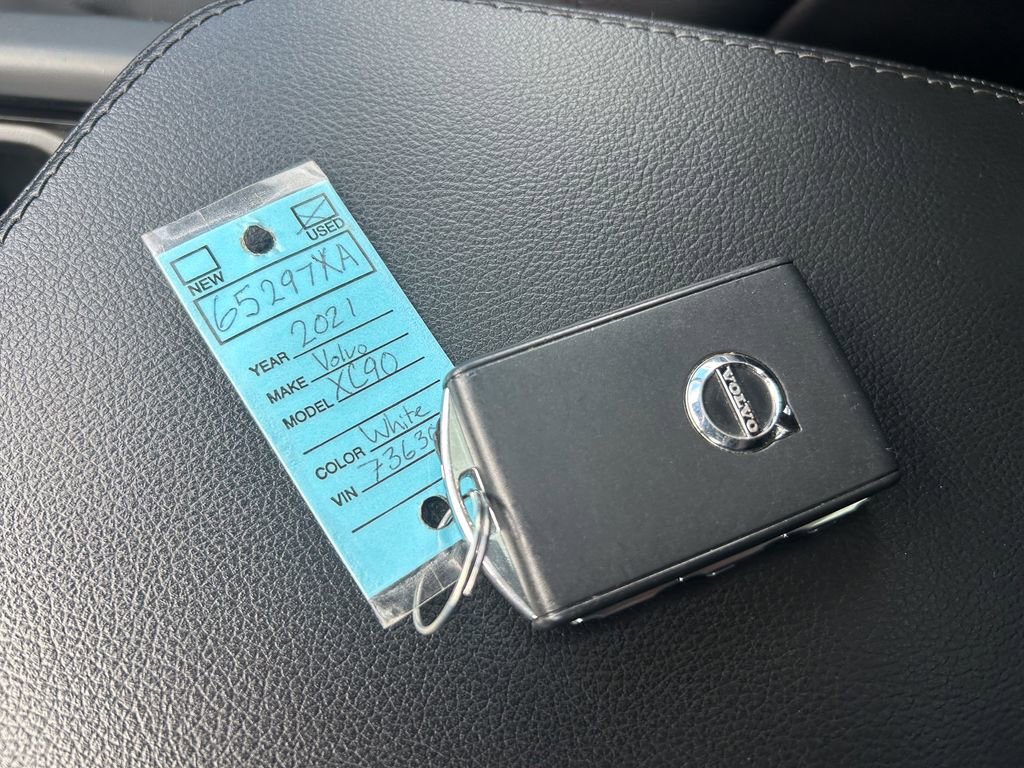 NEW USED
65297XA
YEAR 2021
MAKE Volvo
MODEL XC90
COLOR White
VIN 7363
VOLVO